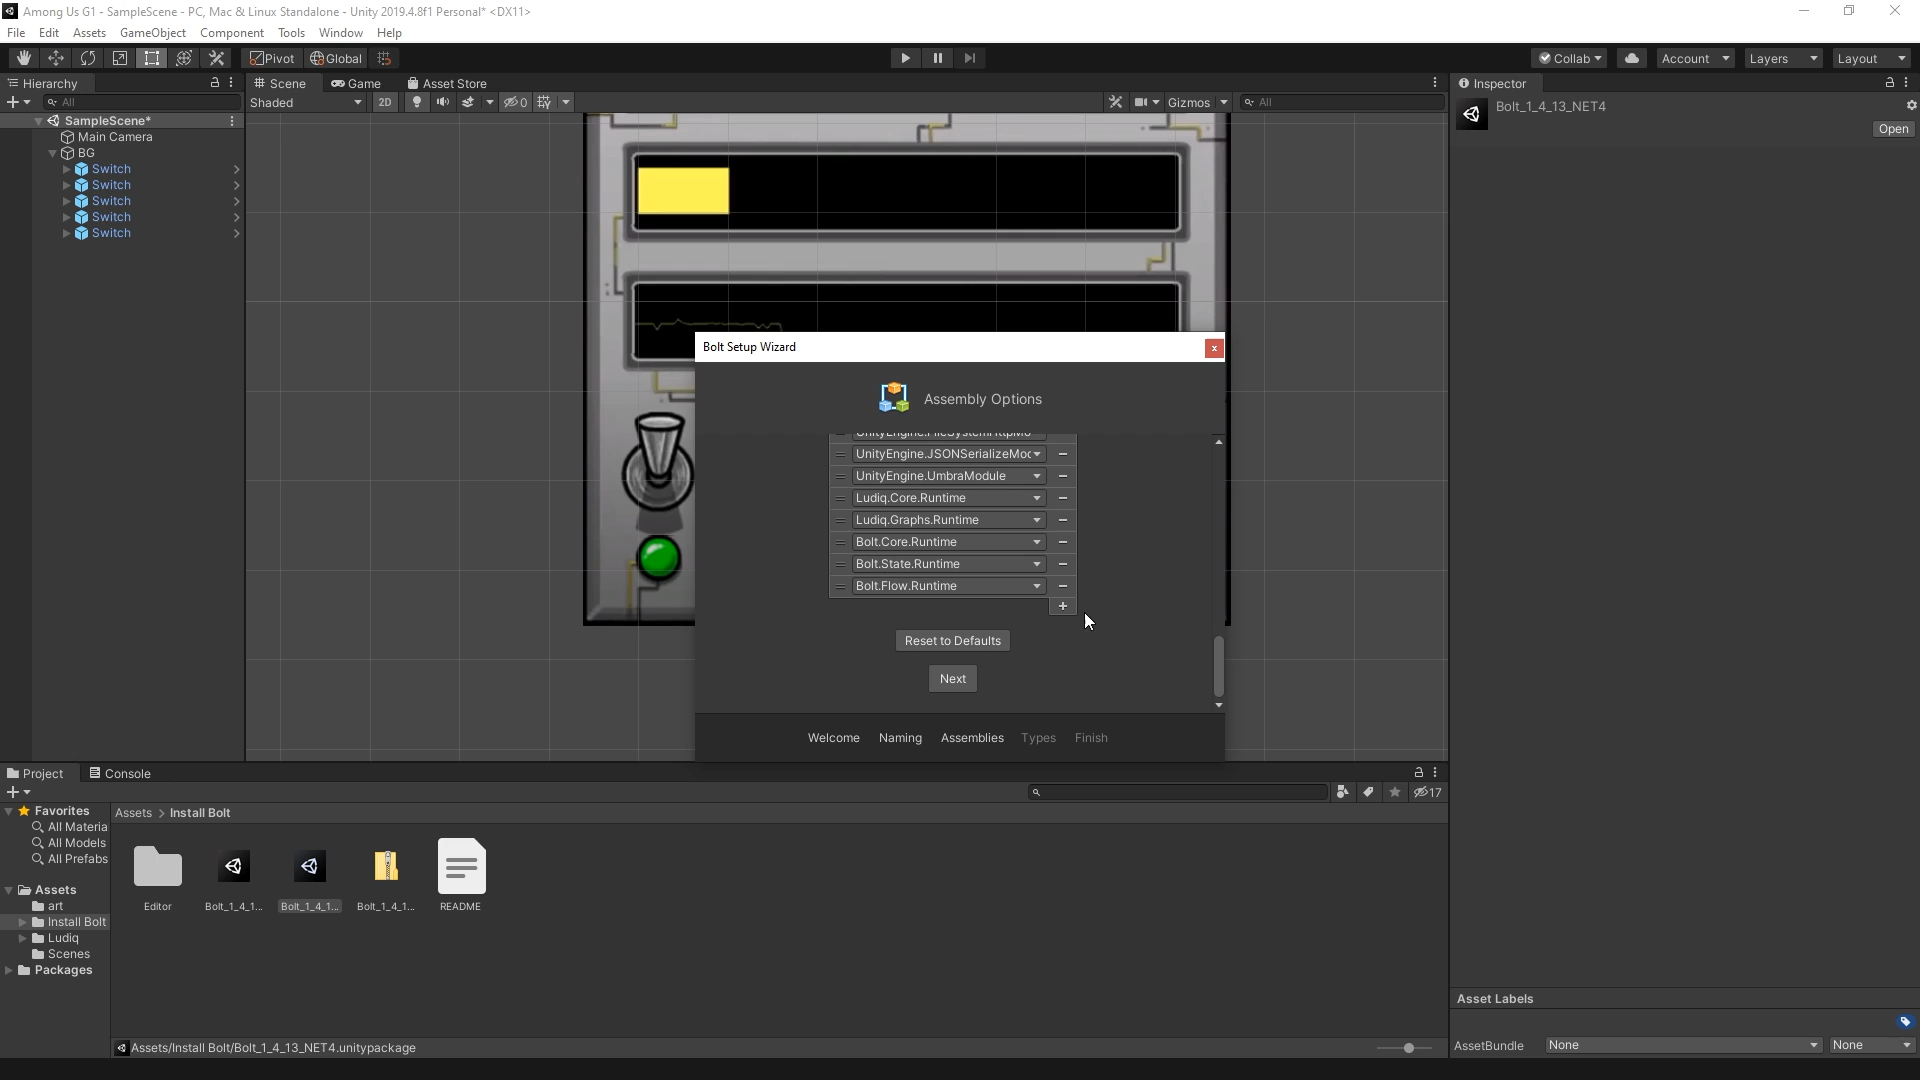 Among Us G1 - SampleScene - PC, Mac & Linux Standalone - Unity 2019.4.8f1 Personal* <DX11>
File Edit Assets GameObject Component Tools Window Help
Pivot Global Collab Account Layers Layout
Hierarchy Scene Game Asset Store Inspector
All Shaded 2D 0 Gizmos All
Bolt_1_4_13_NET4
Open
SampleScene*
Main Camera
BG
Switch
Switch
Switch
Switch
Switch
Bolt Setup Wizard
x
Assembly Options
UnityEngine.JSONSerializeMod
UnityEngine.UmbraModule
Ludiq.Core.Runtime
Ludiq.Graphs.Runtime
Bolt.Core.Runtime
Bolt.State.Runtime
Bolt.Flow.Runtime
Reset to Defaults
Next
Welcome Naming Assemblies Types Finish
Project Console
17
Favorites
All Materia
All Models
All Prefabs
Assets
art
Install Bolt
Ludiq
Scenes
Packages
Assets > Install Bolt
Editor Bolt_1_4_1... Bolt_1_4_1... Bolt_1_4_1... README
Assets/Install Bolt/Bolt_1_4_13_NET4.unitypackage
Asset Labels
AssetBundle None None